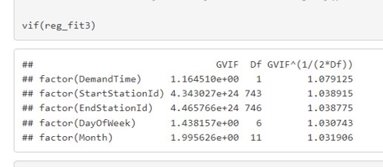 vif(reg_fit3)
## GVIF Df GVIF^(1/(2*Df))
## factor(DemandTime) 1.164510e+00 1 1.079125
## factor(StartStationId) 4.343027e+24 743 1.038915
## factor(EndStationId) 4.465766e+24 746 1.038775
## factor(DayOfWeek) 1.438157e+00 6 1.030743
## factor(Month) 1.995626e+00 11 1.031906